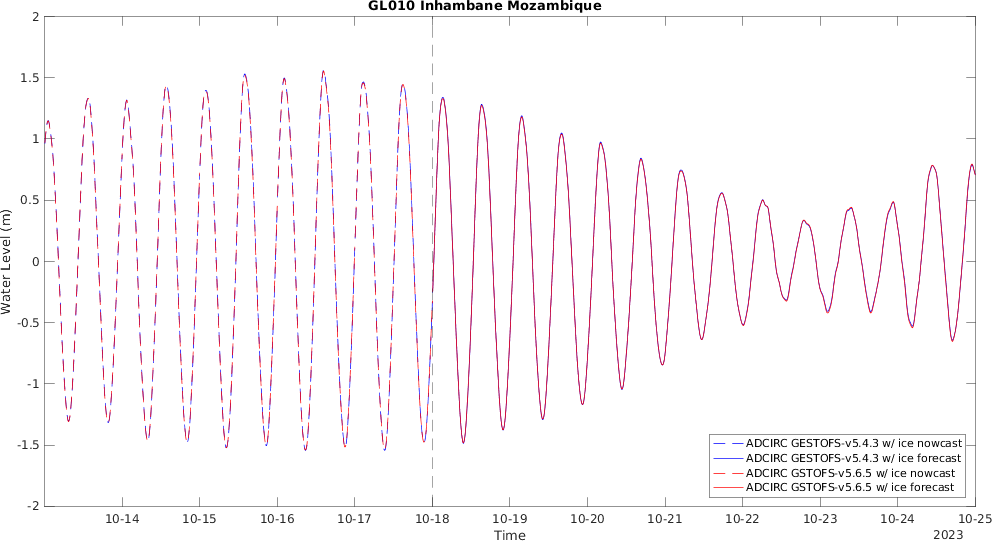 GL010 Inhambane Mozambique
2
1.5
1
0.5
0
-0.5
-1
-1.5
-2
Water Level (m)
ADCIRC GESTOFS-v5.4.3 w/ ice nowcast
ADCIRC GESTOFS-v5.4.3 w/ ice forecast
ADCIRC GSTOFS-v5.6.5 w/ ice nowcast
ADCIRC GSTOFS-v5.6.5 w/ ice forecast
10-14 10-15 10-16 10-17 10-18 10-19 10-20 10-21 10-22 10-23 10-24 10-25
Time
2023